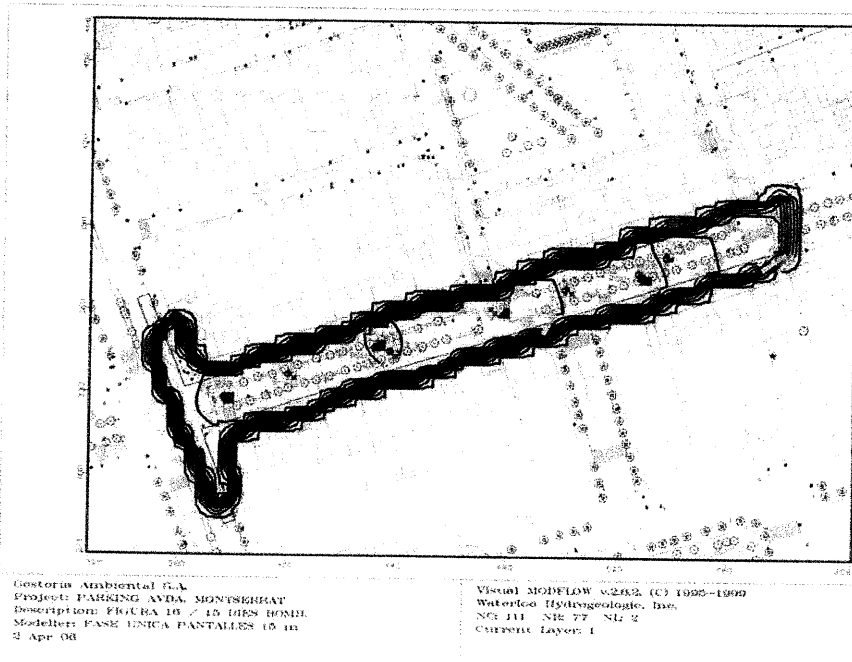 Gestoria Ambiental S.A.
Project: PARKING AVDA. MONTSERRAT
Description: FIGURA 16 / 15 DIES BOMB.
Modeller: FASE UNICA PANTALLES 15 m
2 Apr 06
Visual MODFLOW v.2.8.2, (C) 1995-1999
Waterloo Hydrogeologic, Inc.
NC: 111 NR: 77 NL: 2
Current Layer: 1